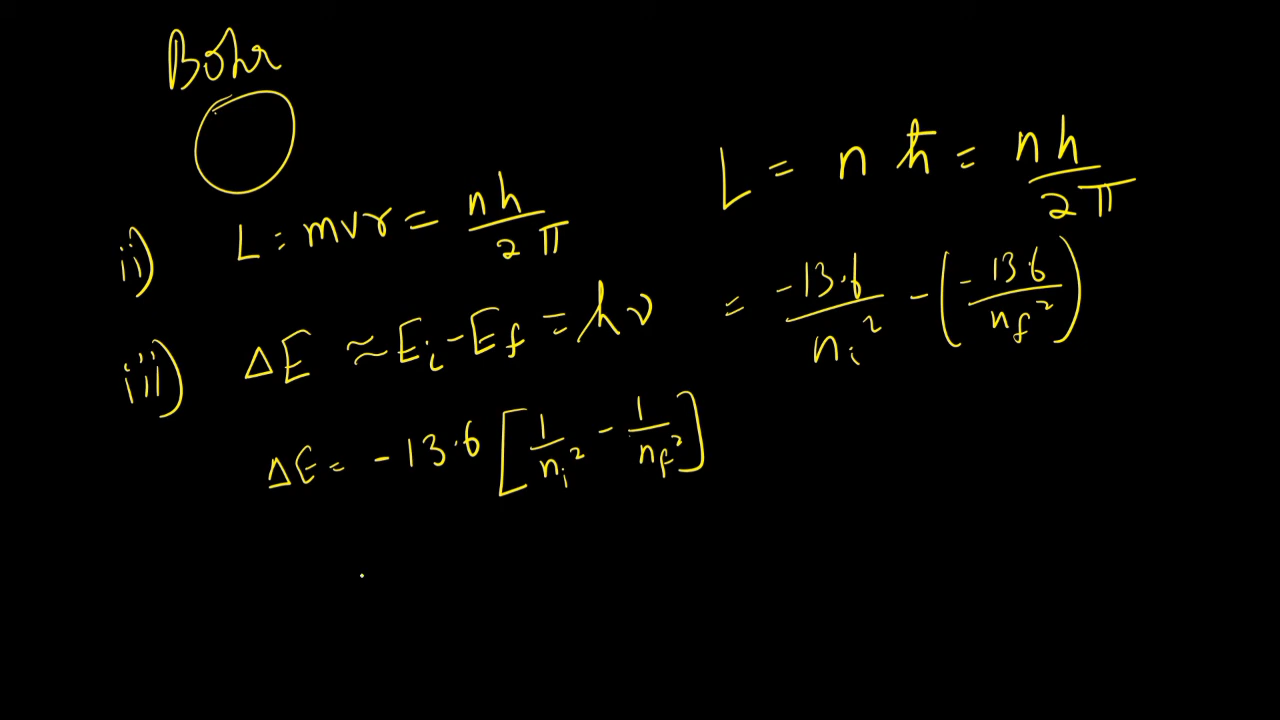 Bohr
L = nħ = nh/2π
ii) L = mvr = nh/2π
iii) ΔE ≈ Ei - Ef = hν = -13.6/ni² - (-13.6/nf²)
ΔE = -13.6 [1/ni² - 1/nf²]